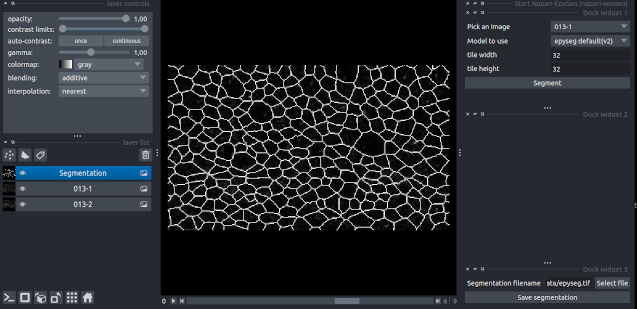 layer controls
opacity: 1,00
contrast limits:
auto-contrast: once continuous
gamma: 1,00
colormap: gray
blending: additive
interpolation: nearest
layer list
Segmentation
013-1
013-2
0 6 9
Start Napari-EpySeg (napari-epyseg)
Dock widget 1
Pick an Image 013-1
Model to use epyseg default(v2)
tile width 32
tile height 32
Segment
Dock widget 2
Dock widget 3
Segmentation filename ata/epyseg.tif Select file
Save segmentation